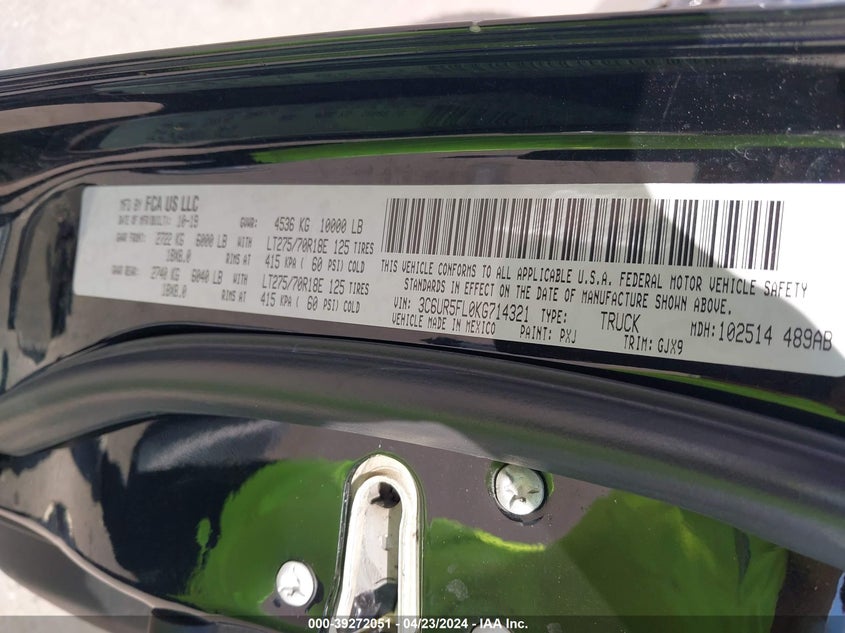 MFD BY FCA US LLC
DATE OF MFR(BUILT): 10-19 GVWR: 4536 KG 10000 LB
GAWR FRONT: 2722 KG 6000 LB WITH LT275/70R18E 125 TIRES
18X8.0 RIMS AT 415 KPA ( 60 PSI) COLD
GAWR REAR: 2740 KG 6040 LB WITH LT275/70R18E 125 TIRES
18X8.0 RIMS AT 415 KPA ( 60 PSI) COLD
THIS VEHICLE CONFORMS TO ALL APPLICABLE U.S.A. FEDERAL MOTOR VEHICLE SAFETY
STANDARDS IN EFFECT ON THE DATE OF MANUFACTURE SHOWN ABOVE.
VIN: 3C6UR5FL0KG714321 TYPE: TRUCK MDH:102514 489AB
VEHICLE MADE IN MEXICO PAINT: PXJ TRIM: GJX9
000-39272051 - 04/23/2024 - IAA Inc.